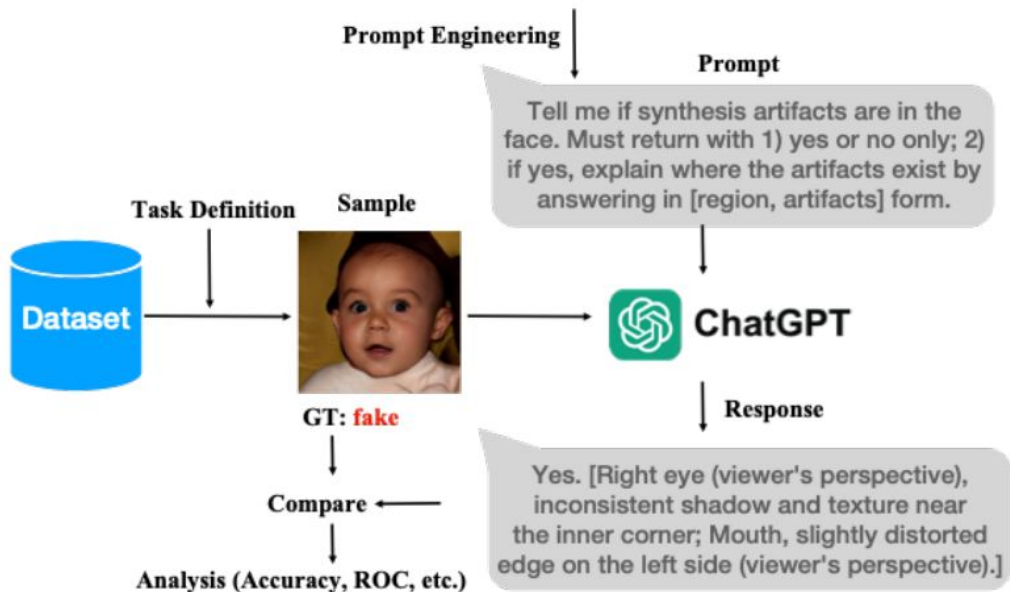 Prompt Engineering
Prompt
Tell me if synthesis artifacts are in the
face. Must return with 1) yes or no only; 2)
if yes, explain where the artifacts exist by
answering in [region, artifacts] form.
Task Definition
Sample
Dataset
ChatGPT
GT: fake
Response
Yes. [Right eye (viewer's perspective),
inconsistent shadow and texture near
the inner corner; Mouth, slightly distorted
edge on the left side (viewer's perspective).]
Compare
Analysis (Accuracy, ROC, etc.)